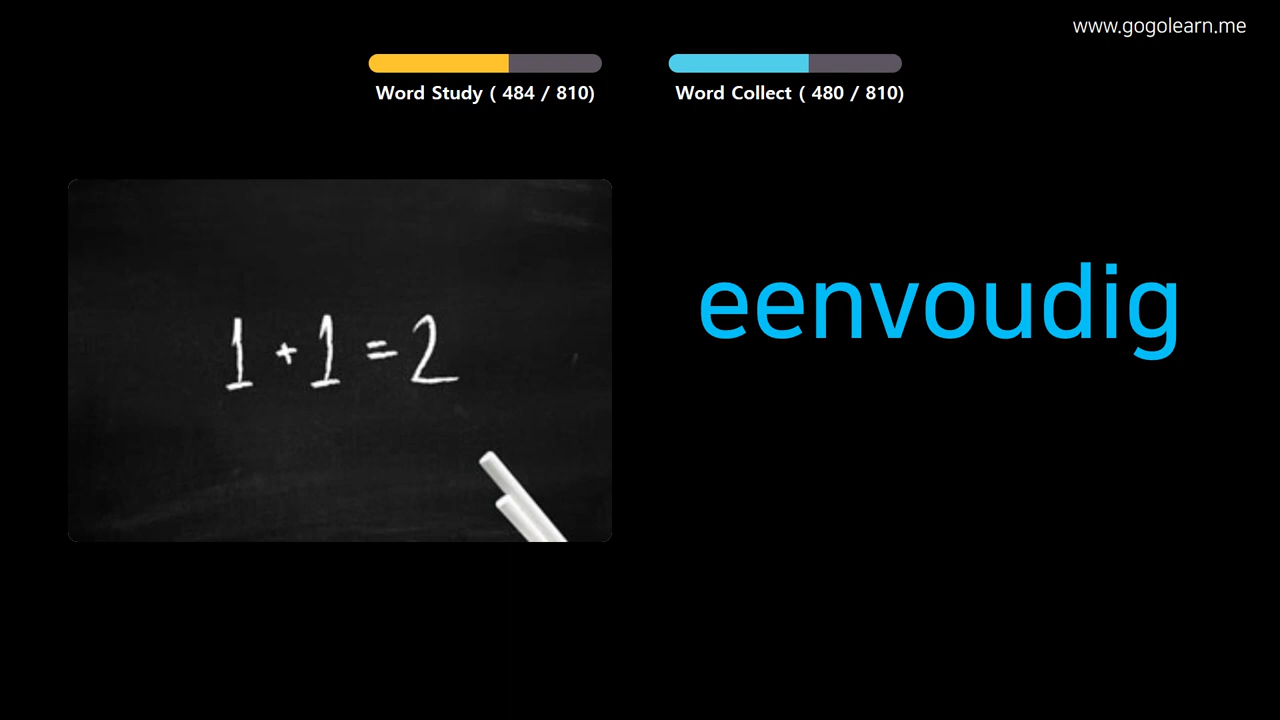 www.gogolearn.me
Word Study ( 484 / 810)
Word Collect ( 480 / 810)
1 + 1 = 2
eenvoudig